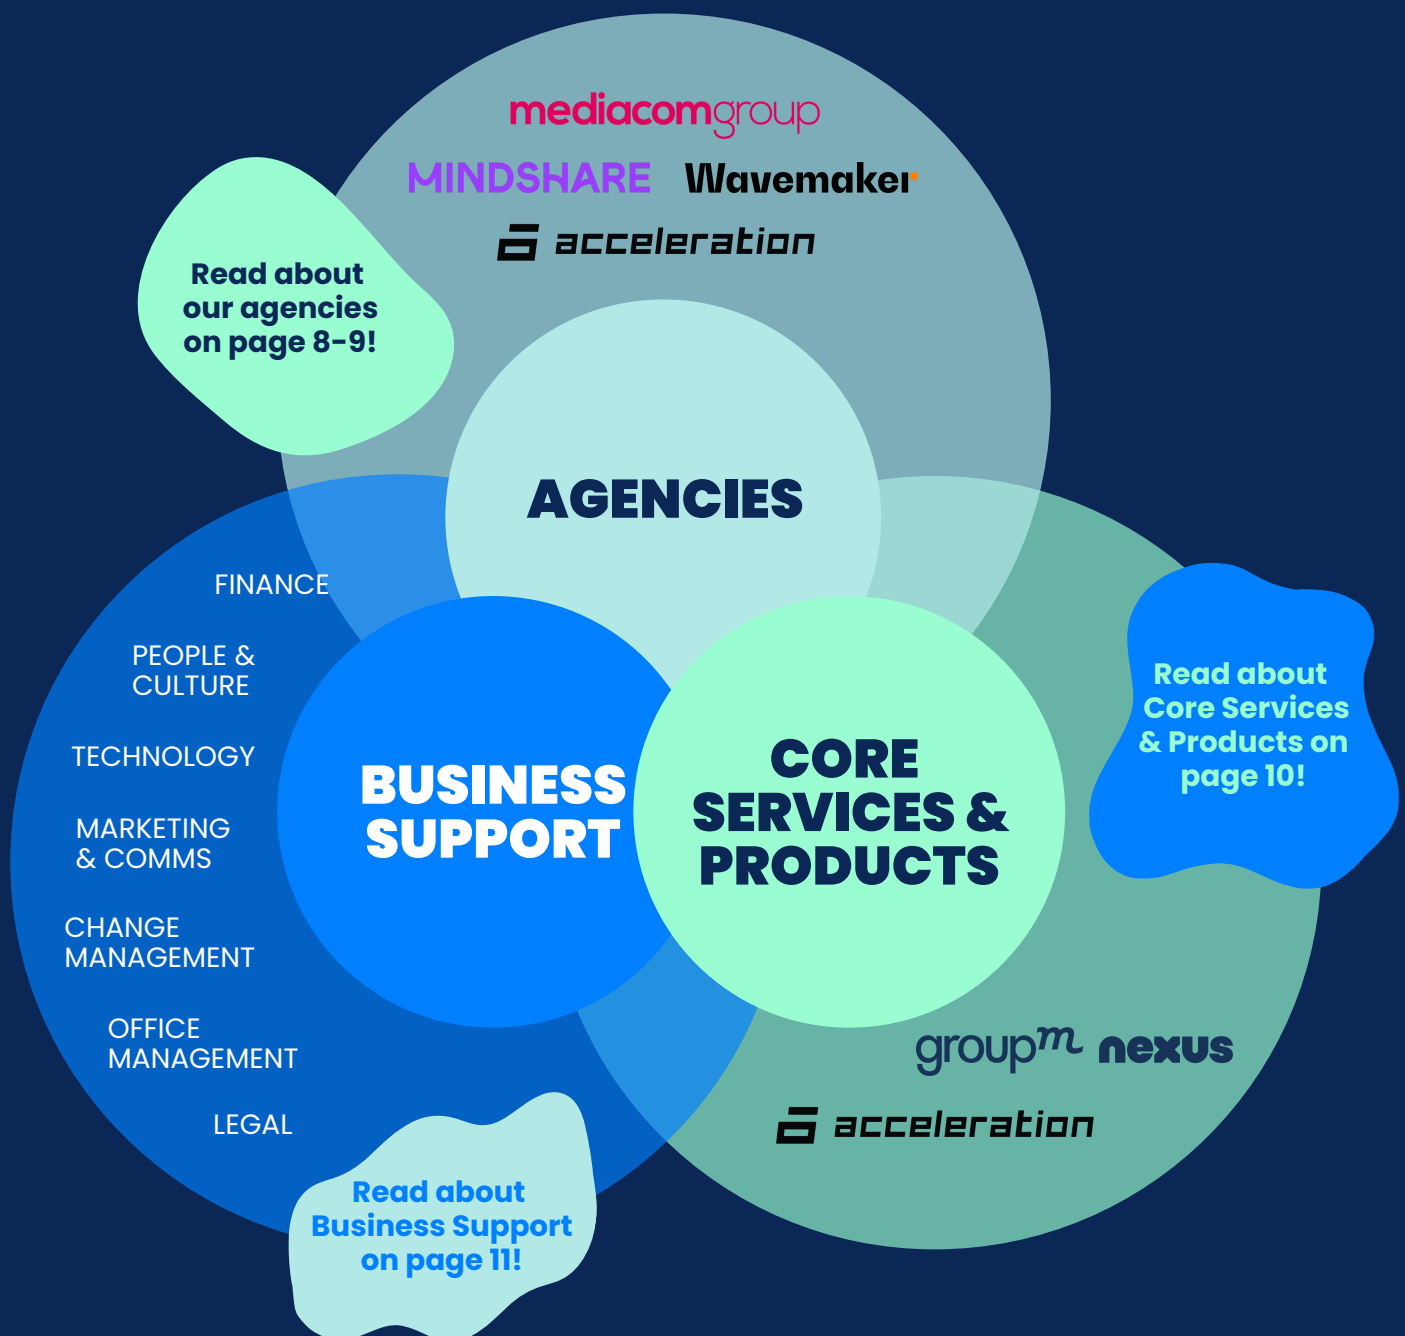 mediacomgroup
MINDSHARE Wavemaker
acceleration
Read about
our agencies
on page 8-9!
AGENCIES
FINANCE
PEOPLE &
CULTURE
TECHNOLOGY
MARKETING
& COMMS
CHANGE
MANAGEMENT
OFFICE
MANAGEMENT
LEGAL
BUSINESS
SUPPORT
CORE
SERVICES &
PRODUCTS
Read about
Core Services
& Products on
page 10!
groupm nexus
acceleration
Read about
Business Support
on page 11!